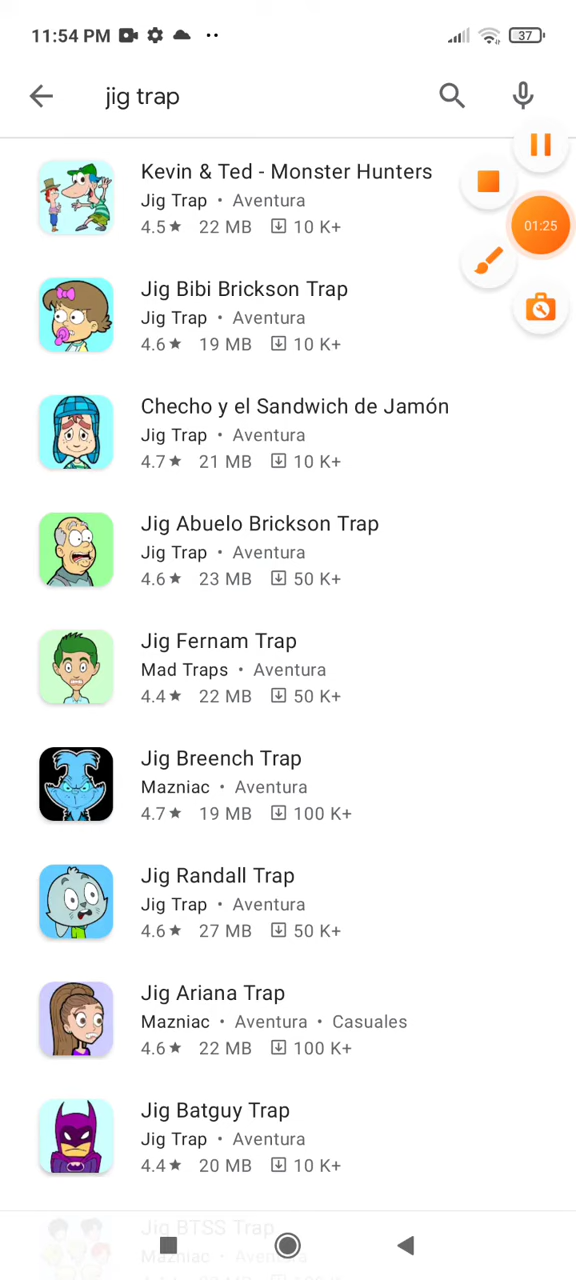 11:54 PM
37
jig trap
01:25
Kevin & Ted - Monster Hunters
Jig Trap • Aventura
4.5★ 22 MB 10 K+
Jig Bibi Brickson Trap
Jig Trap • Aventura
4.6★ 19 MB 10 K+
Checho y el Sandwich de Jamón
Jig Trap • Aventura
4.7★ 21 MB 10 K+
Jig Abuelo Brickson Trap
Jig Trap • Aventura
4.6★ 23 MB 50 K+
Jig Fernam Trap
Mad Traps • Aventura
4.4★ 22 MB 50 K+
Jig Breench Trap
Mazniac • Aventura
4.7★ 19 MB 100 K+
Jig Randall Trap
Jig Trap • Aventura
4.6★ 27 MB 50 K+
Jig Ariana Trap
Mazniac • Aventura • Casuales
4.6★ 22 MB 100 K+
Jig Batguy Trap
Jig Trap • Aventura
4.4★ 20 MB 10 K+
Jig BTSS Trap
Mazniac • Aventura